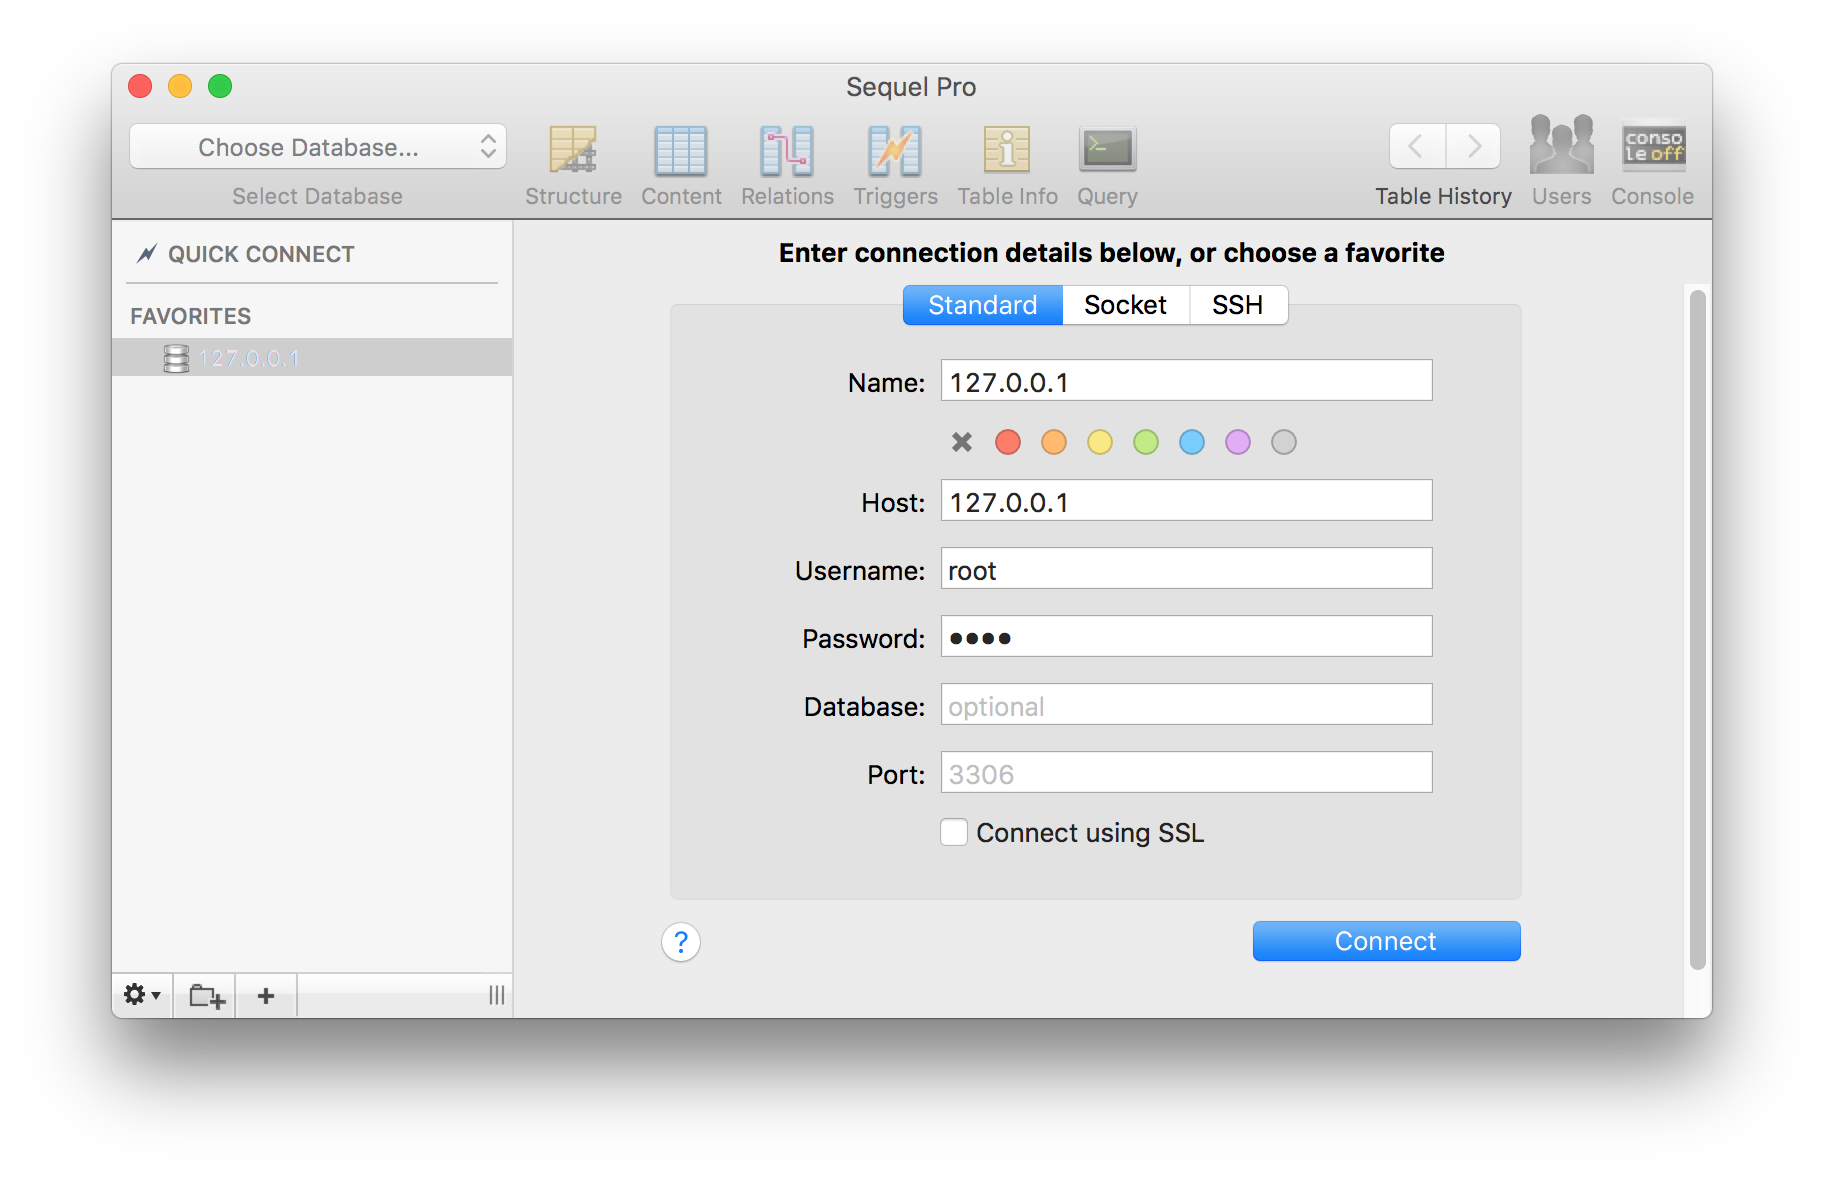 Sequel Pro
Choose Database...
Select Database
Structure
Content
Relations
Triggers
Table Info
Query
Table History
Users
conso
le off
Console
QUICK CONNECT
FAVORITES
127.0.0.1
Enter connection details below, or choose a favorite
Standard
Socket
SSH
Name: 127.0.0.1
Host: 127.0.0.1
Username: root
Password: ••••
Database: optional
Port: 3306
Connect using SSL
?
Connect